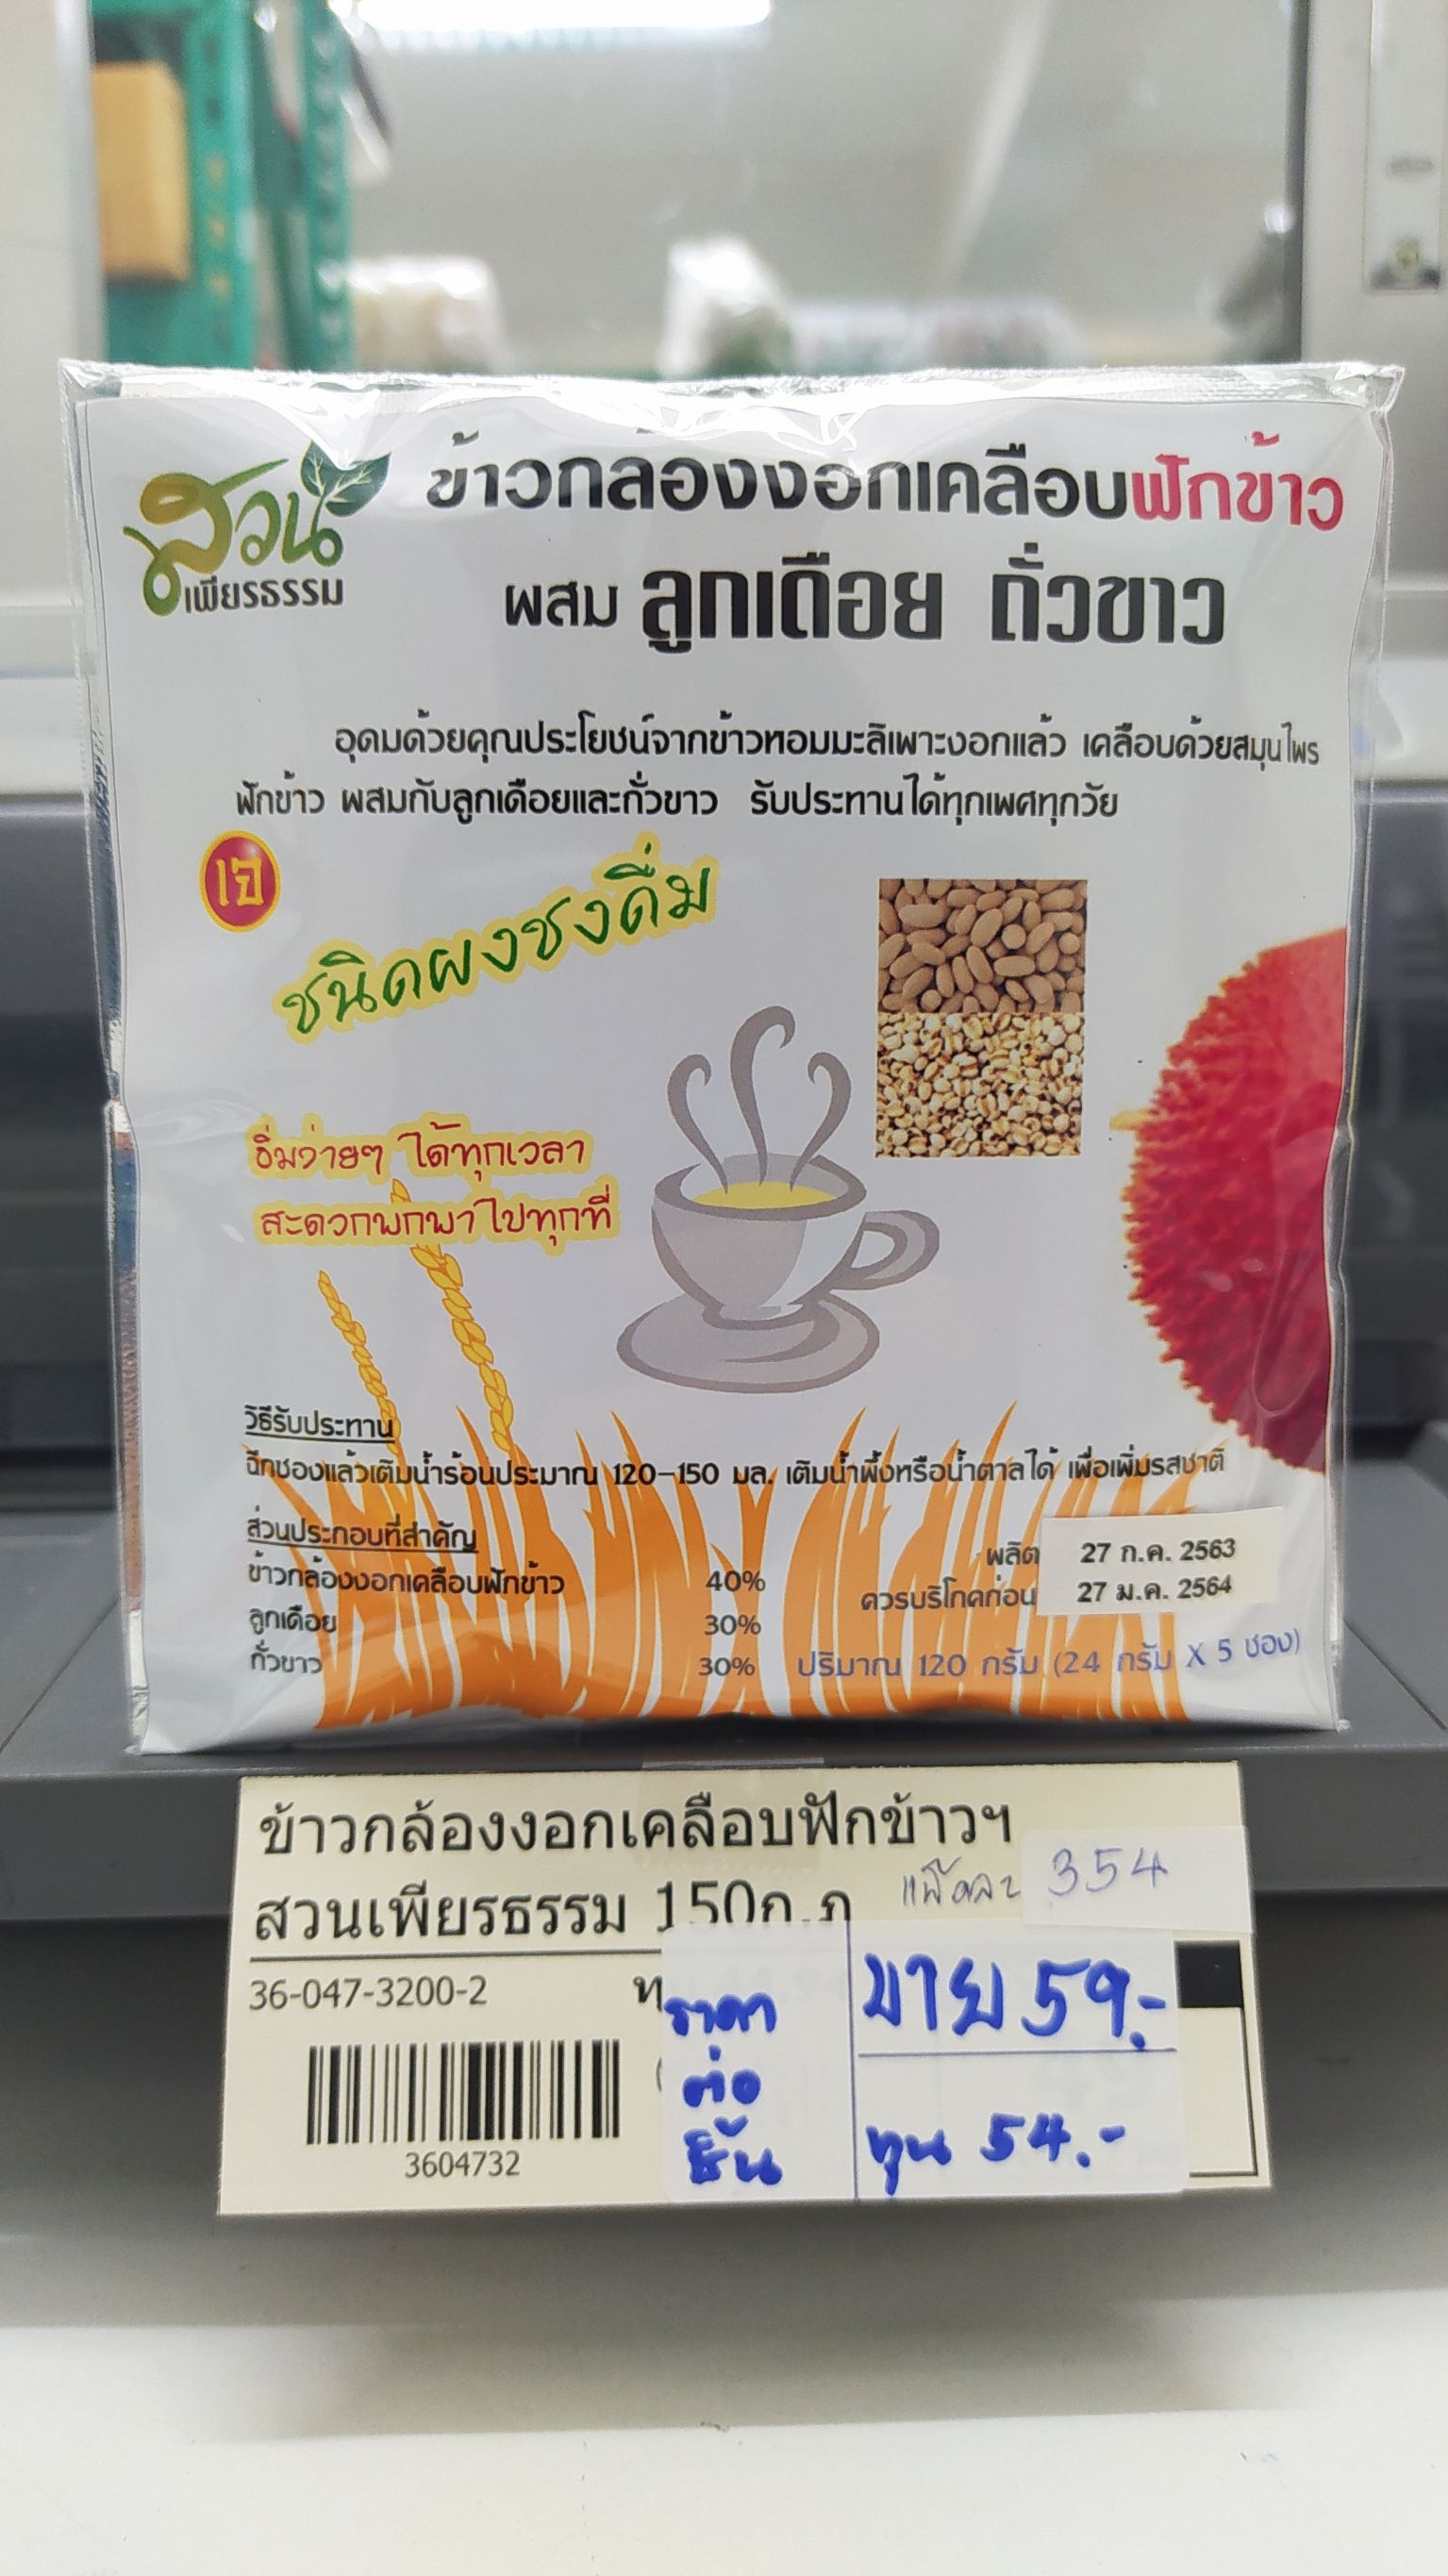 สวน
เพียรธรรม
ข้าวกล้องงอกเคลือบฟักข้าว
ผสม ลูกเดือย ถั่วขาว
อุดมด้วยคุณประโยชน์จากข้าวหอมมะลิเพาะงอกแล้ว เคลือบด้วยสมุนไพร
ฟักข้าว ผสมกับลูกเดือยและถั่วขาว รับประทานได้ทุกเพศทุกวัย
เจ
ชนิดผงชงดื่ม
อิ่มง่ายๆ ได้ทุกเวลา
สะดวกพกพาไปทุกที่
วิธีรับประทาน
ฉีกซองแล้วเติมน้ำร้อนประมาณ 120-150 มล. เติมน้ำผึ้งหรือน้ำตาลได้ เพื่อเพิ่มรสชาติ
ส่วนประกอบที่สำคัญ
ข้าวกล้องงอกเคลือบฟักข้าว 40%
ลูกเดือย 30%
ถั่วขาว 30%
ผลิต 27 ก.ค. 2563
ควรบริโภคก่อน 27 ม.ค. 2564
ปริมาณ 120 กรัม (24 กรัม X 5 ซอง)
ข้าวกล้องงอกเคลือบฟักข้าวฯ
สวนเพียรธรรม 150ก.ก
แพ็คละ 354
36-047-3200-2
3604732
ราคา
ต่อ
ชิ้น
ขาย 59.-
ทุน 54.-